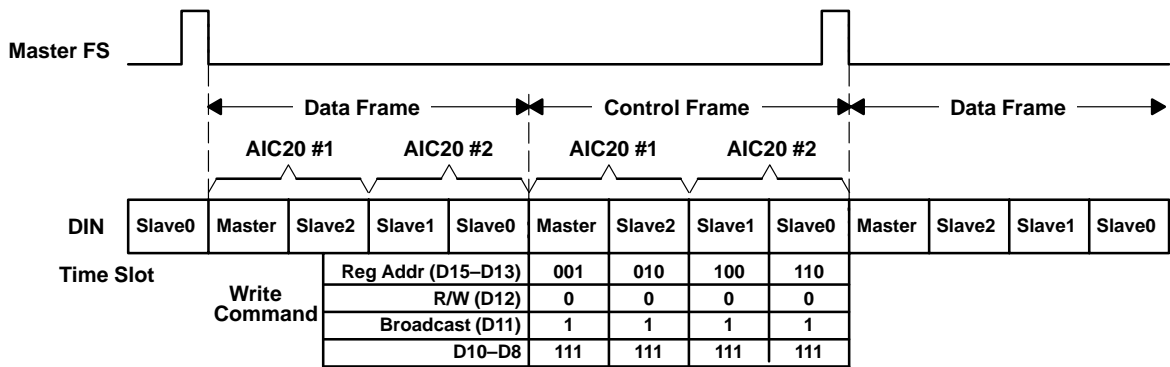 Master FS
Data Frame Control Frame Data Frame
AIC20 #1 AIC20 #2 AIC20 #1 AIC20 #2
DIN Slave0 Master Slave2 Slave1 Slave0 Master Slave2 Slave1 Slave0 Master Slave2 Slave1 Slave0
Time Slot
Write
Command
Reg Addr (D15–D13) 001 010 100 110
R/W (D12) 0 0 0 0
Broadcast (D11) 1 1 1 1
D10–D8 111 111 111 111